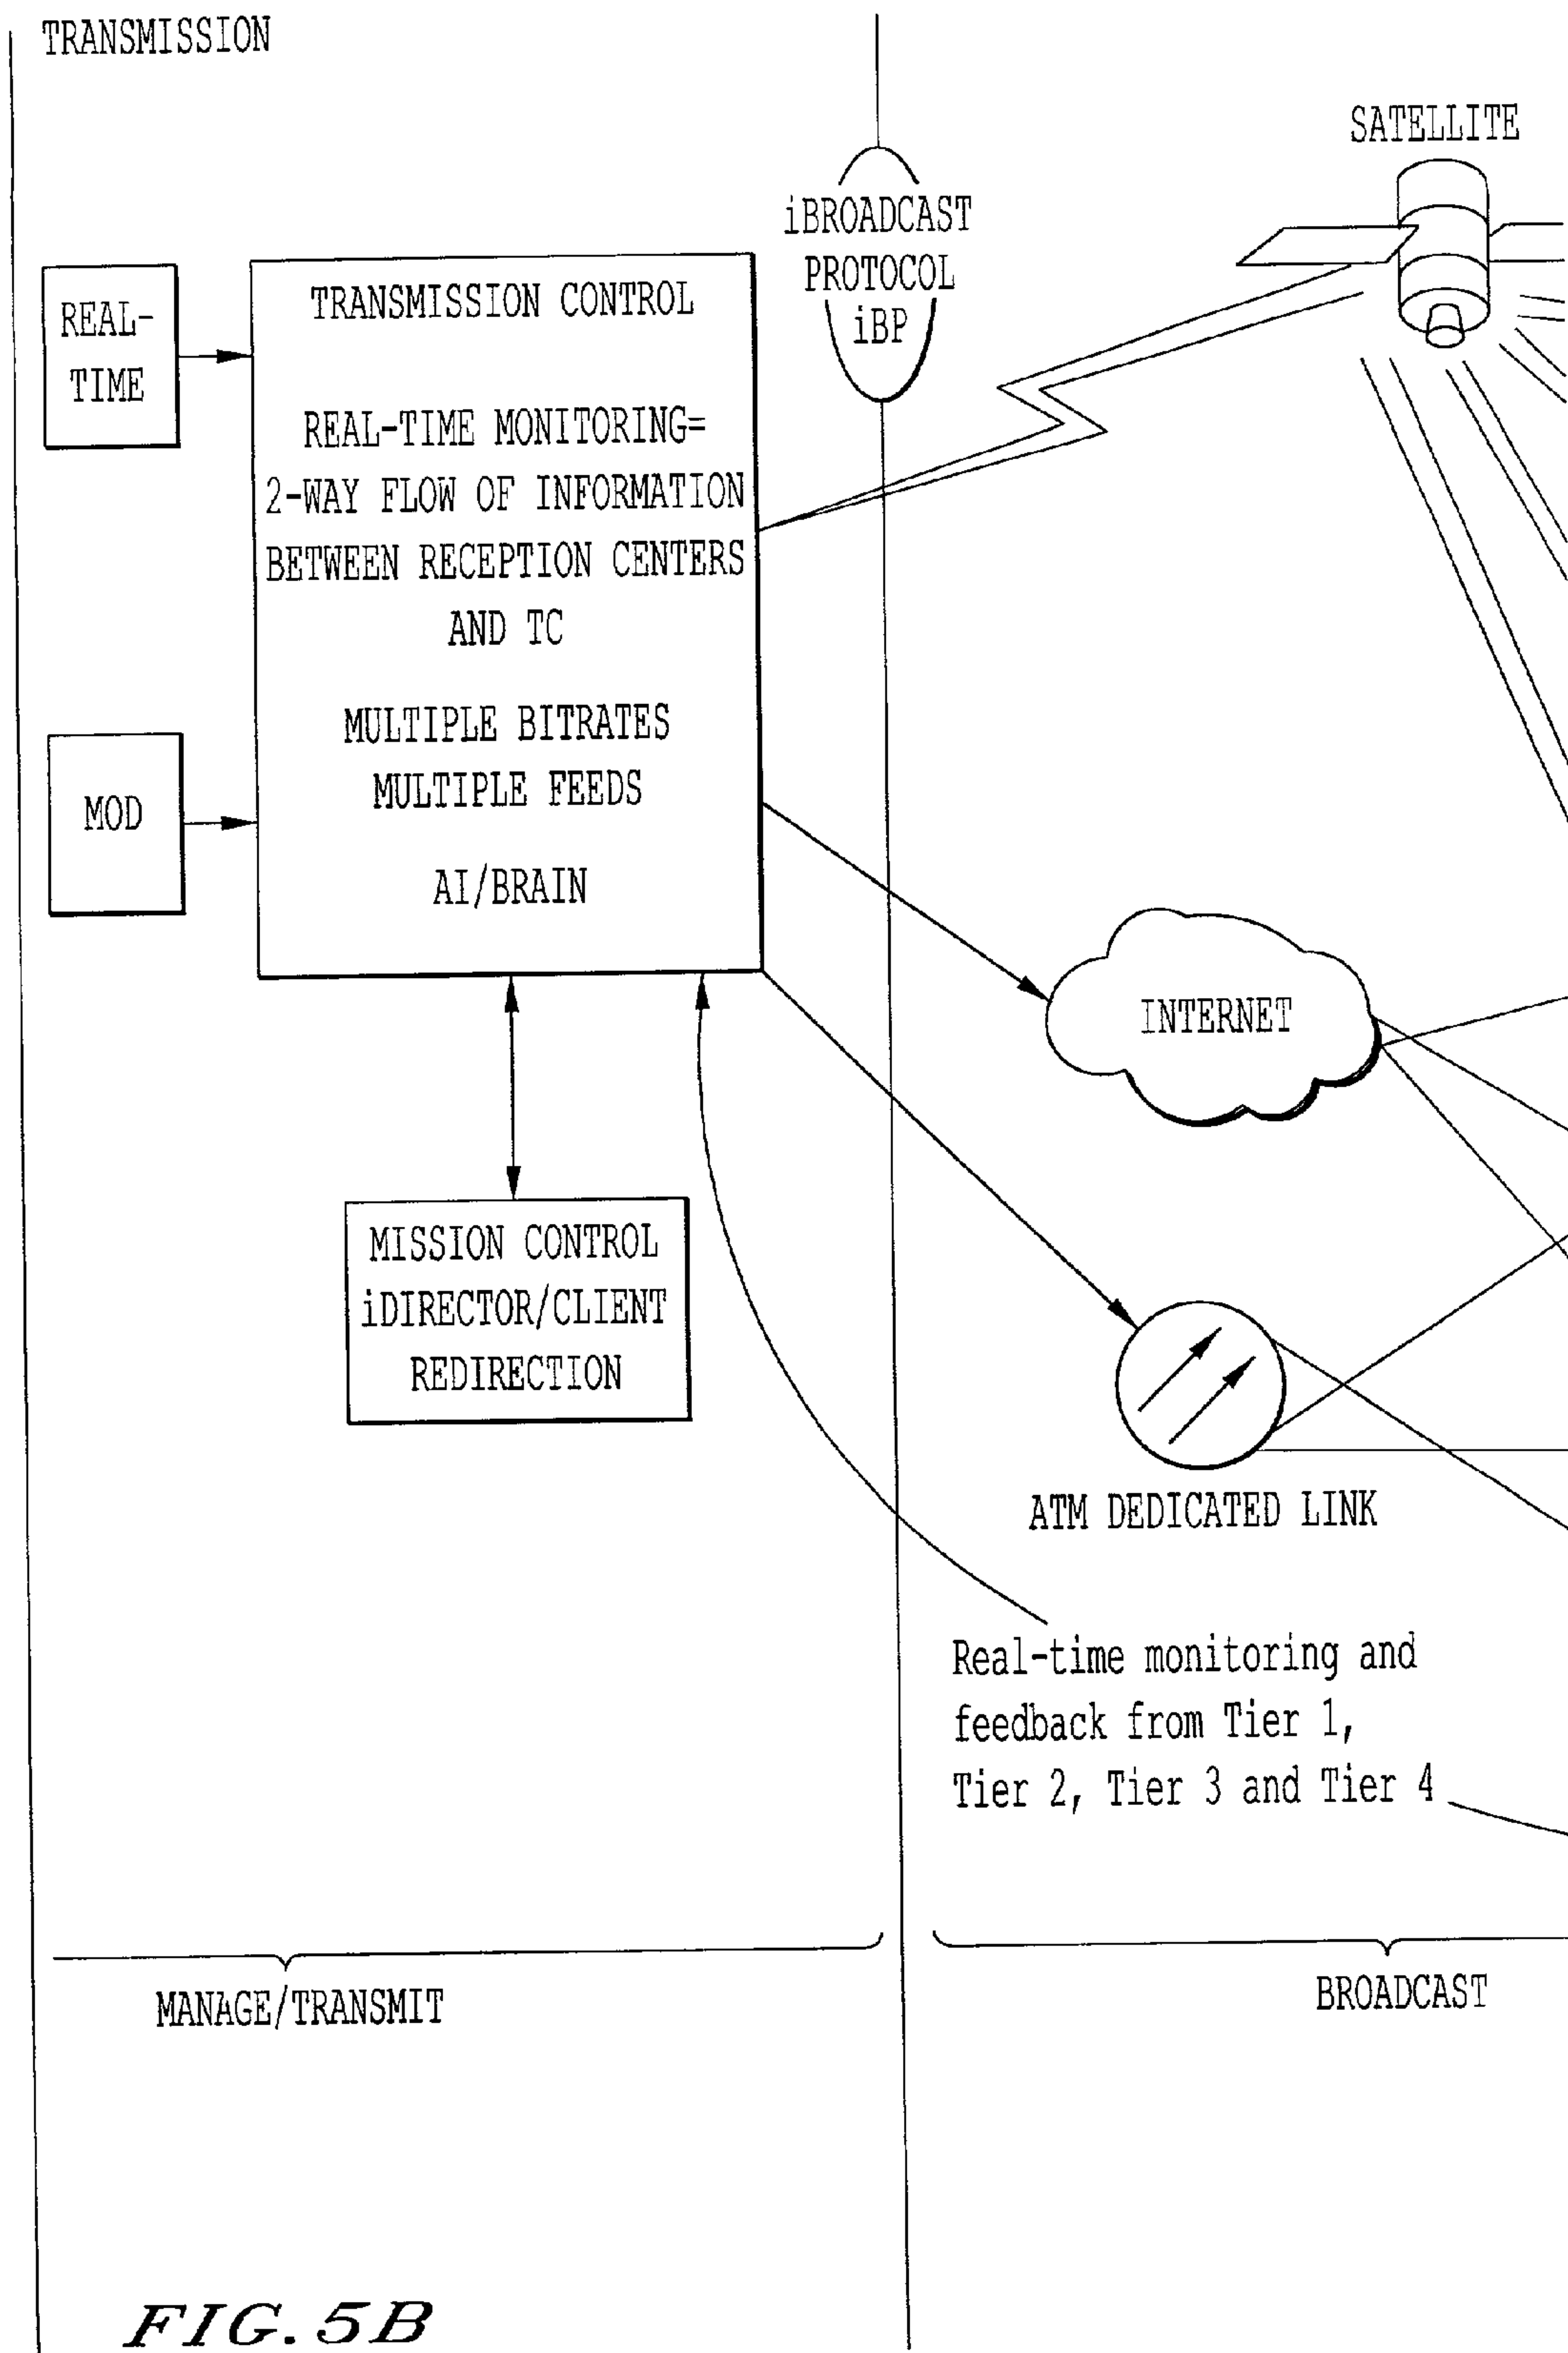 TRANSMISSION
SATELLITE
iBROADCAST
PROTOCOL
iBP
REAL-
TIME
TRANSMISSION CONTROL
REAL-TIME MONITORING=
2-WAY FLOW OF INFORMATION
BETWEEN RECEPTION CENTERS
AND TC
MULTIPLE BITRATES
MULTIPLE FEEDS
AI/BRAIN
MOD
INTERNET
MISSION CONTROL
iDIRECTOR/CLIENT
REDIRECTION
ATM DEDICATED LINK
Real-time monitoring and
feedback from Tier 1,
Tier 2, Tier 3 and Tier 4
MANAGE/TRANSMIT
BROADCAST
FIG. 5B